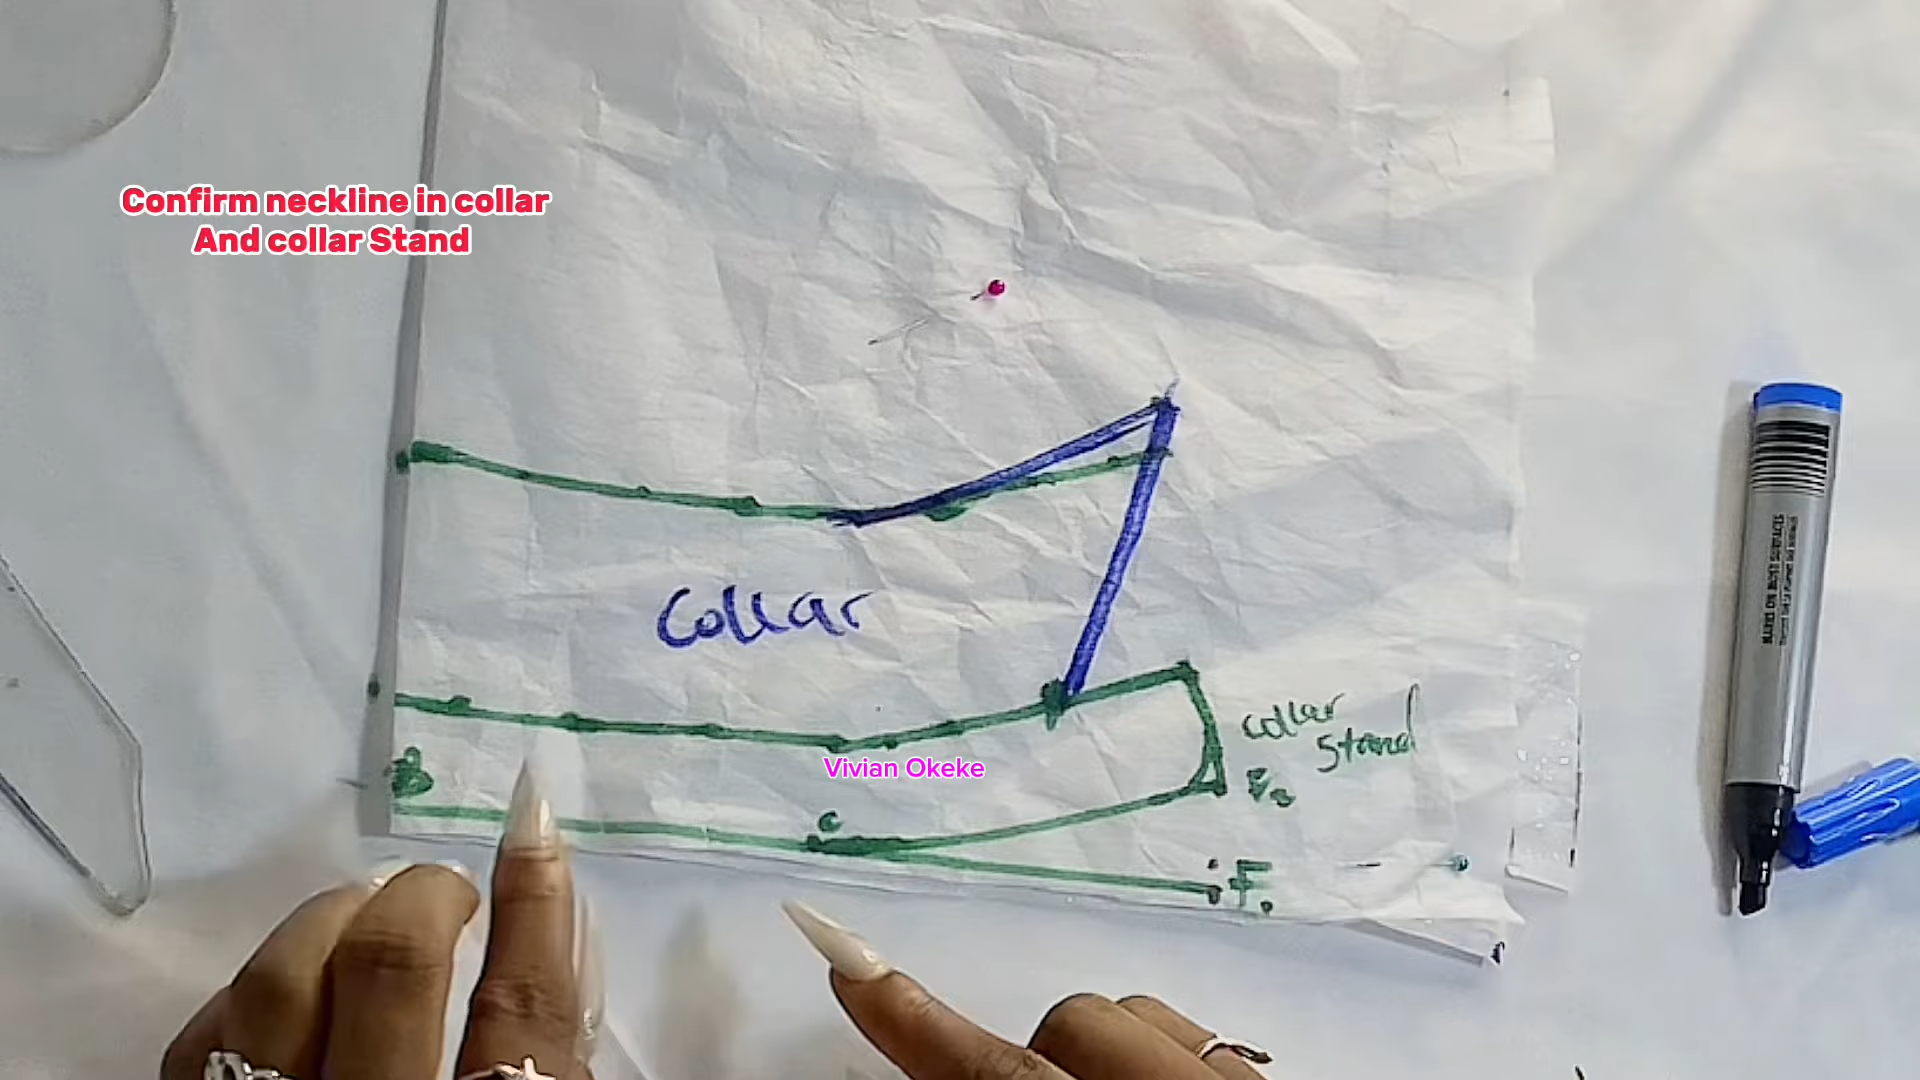 Confirm neckline in collar
And collar Stand
Collar
collar
stand
Vivian Okeke
B
c
F.